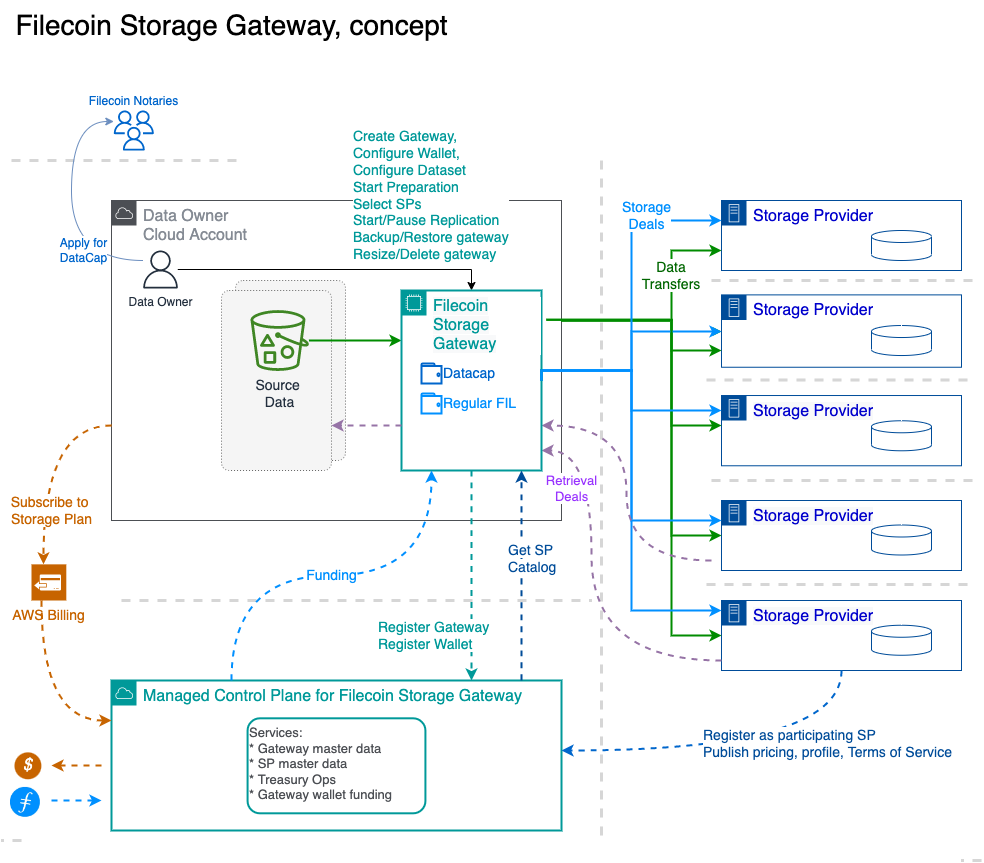 Filecoin Storage Gateway, concept
Filecoin Notaries
Create Gateway,
Configure Wallet,
Configure Dataset
Start Preparation
Select SPs
Start/Pause Replication
Backup/Restore gateway
Resize/Delete gateway
Data Owner
Cloud Account
Apply for
DataCap
Data Owner
Source
Data
Filecoin
Storage
Gateway
Datacap
Regular FIL
Storage
Deals
Data
Transfers
Storage Provider
Storage Provider
Storage Provider
Storage Provider
Storage Provider
Retrieval
Deals
Subscribe to
Storage Plan
AWS Billing
Funding
Get SP
Catalog
Register Gateway
Register Wallet
Managed Control Plane for Filecoin Storage Gateway
Services:
* Gateway master data
* SP master data
* Treasury Ops
* Gateway wallet funding
Register as participating SP
Publish pricing, profile, Terms of Service
$